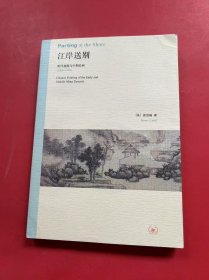 Parting at the Shore
江岸送别
明代初期与中期绘画
Chinese Painting of the Early and
Middle Ming Dynasty
[美] 高居翰 著
James Cahill